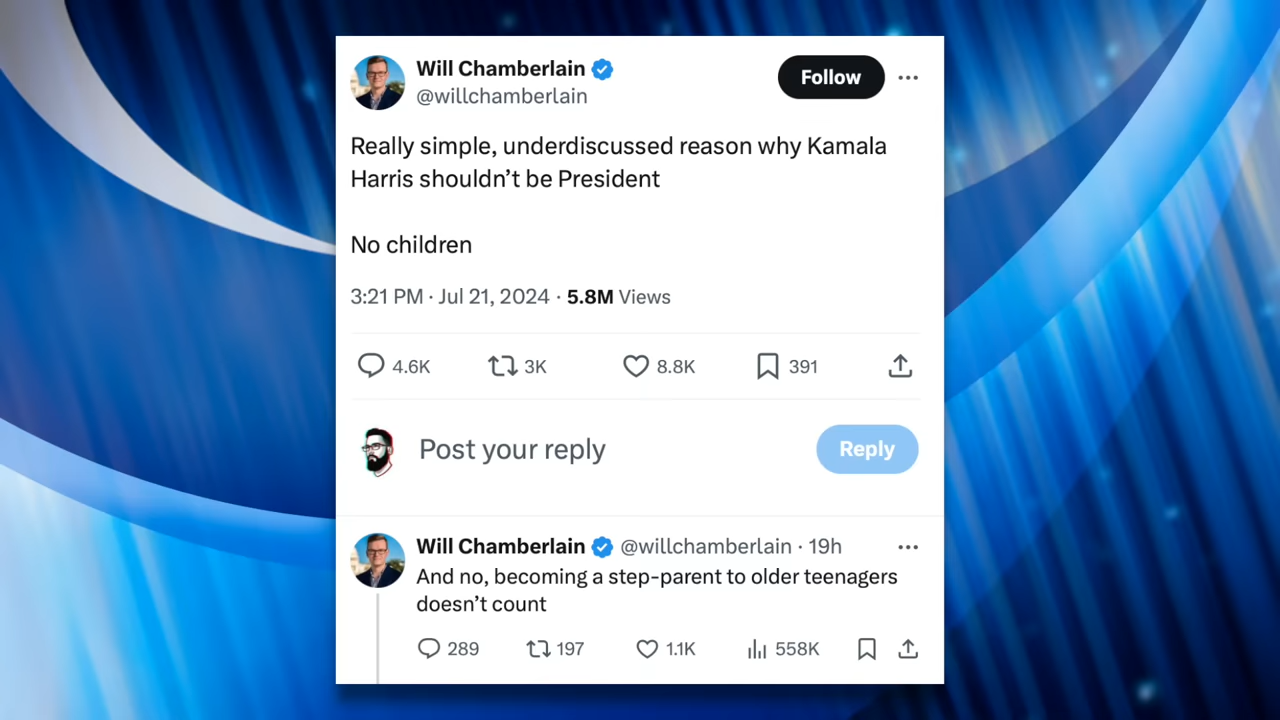 Will Chamberlain
Follow
@willchamberlain
Really simple, underdiscussed reason why Kamala
Harris shouldn’t be President
No children
3:21 PM · Jul 21, 2024 · 5.8M Views
4.6K 3K 8.8K 391
Post your reply
Reply
Will Chamberlain @willchamberlain · 19h
And no, becoming a step-parent to older teenagers
doesn’t count
289 197 1.1K 558K